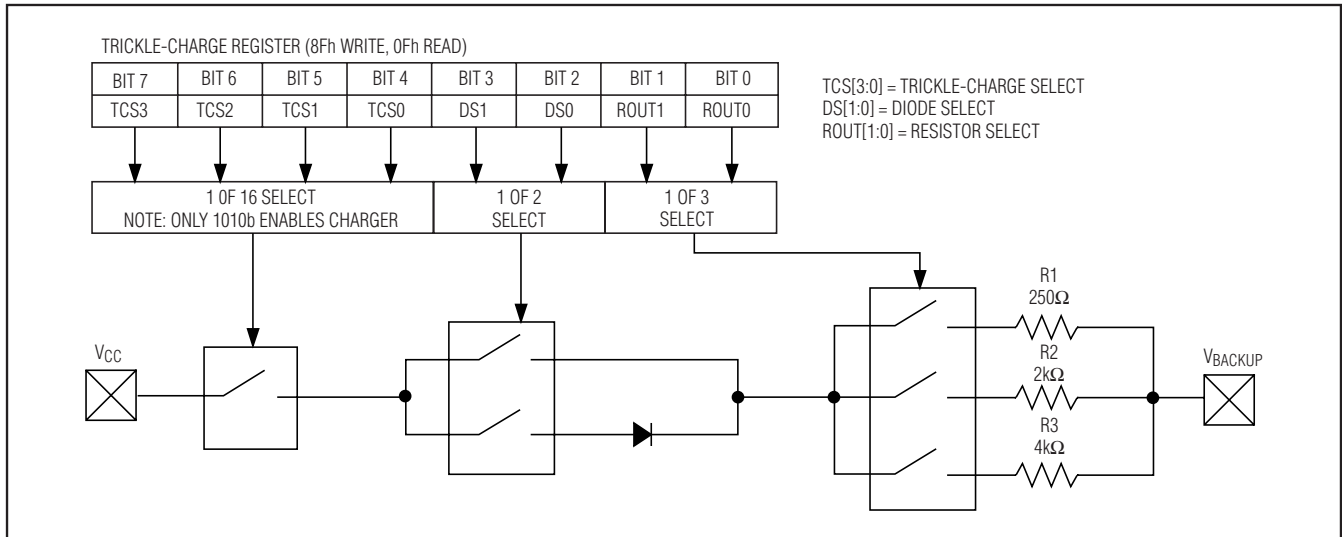 TRICKLE-CHARGE REGISTER (8Fh WRITE, 0Fh READ)
BIT 7 BIT 6 BIT 5 BIT 4 BIT 3 BIT 2 BIT 1 BIT 0
TCS3 TCS2 TCS1 TCS0 DS1 DS0 ROUT1 ROUT0
TCS[3:0] = TRICKLE-CHARGE SELECT
DS[1:0] = DIODE SELECT
ROUT[1:0] = RESISTOR SELECT
1 0F 16 SELECT
NOTE: ONLY 1010b ENABLES CHARGER
1 OF 2
SELECT
1 OF 3
SELECT
VCC
R1
250Ω
R2
2kΩ
R3
4kΩ
VBACKUP